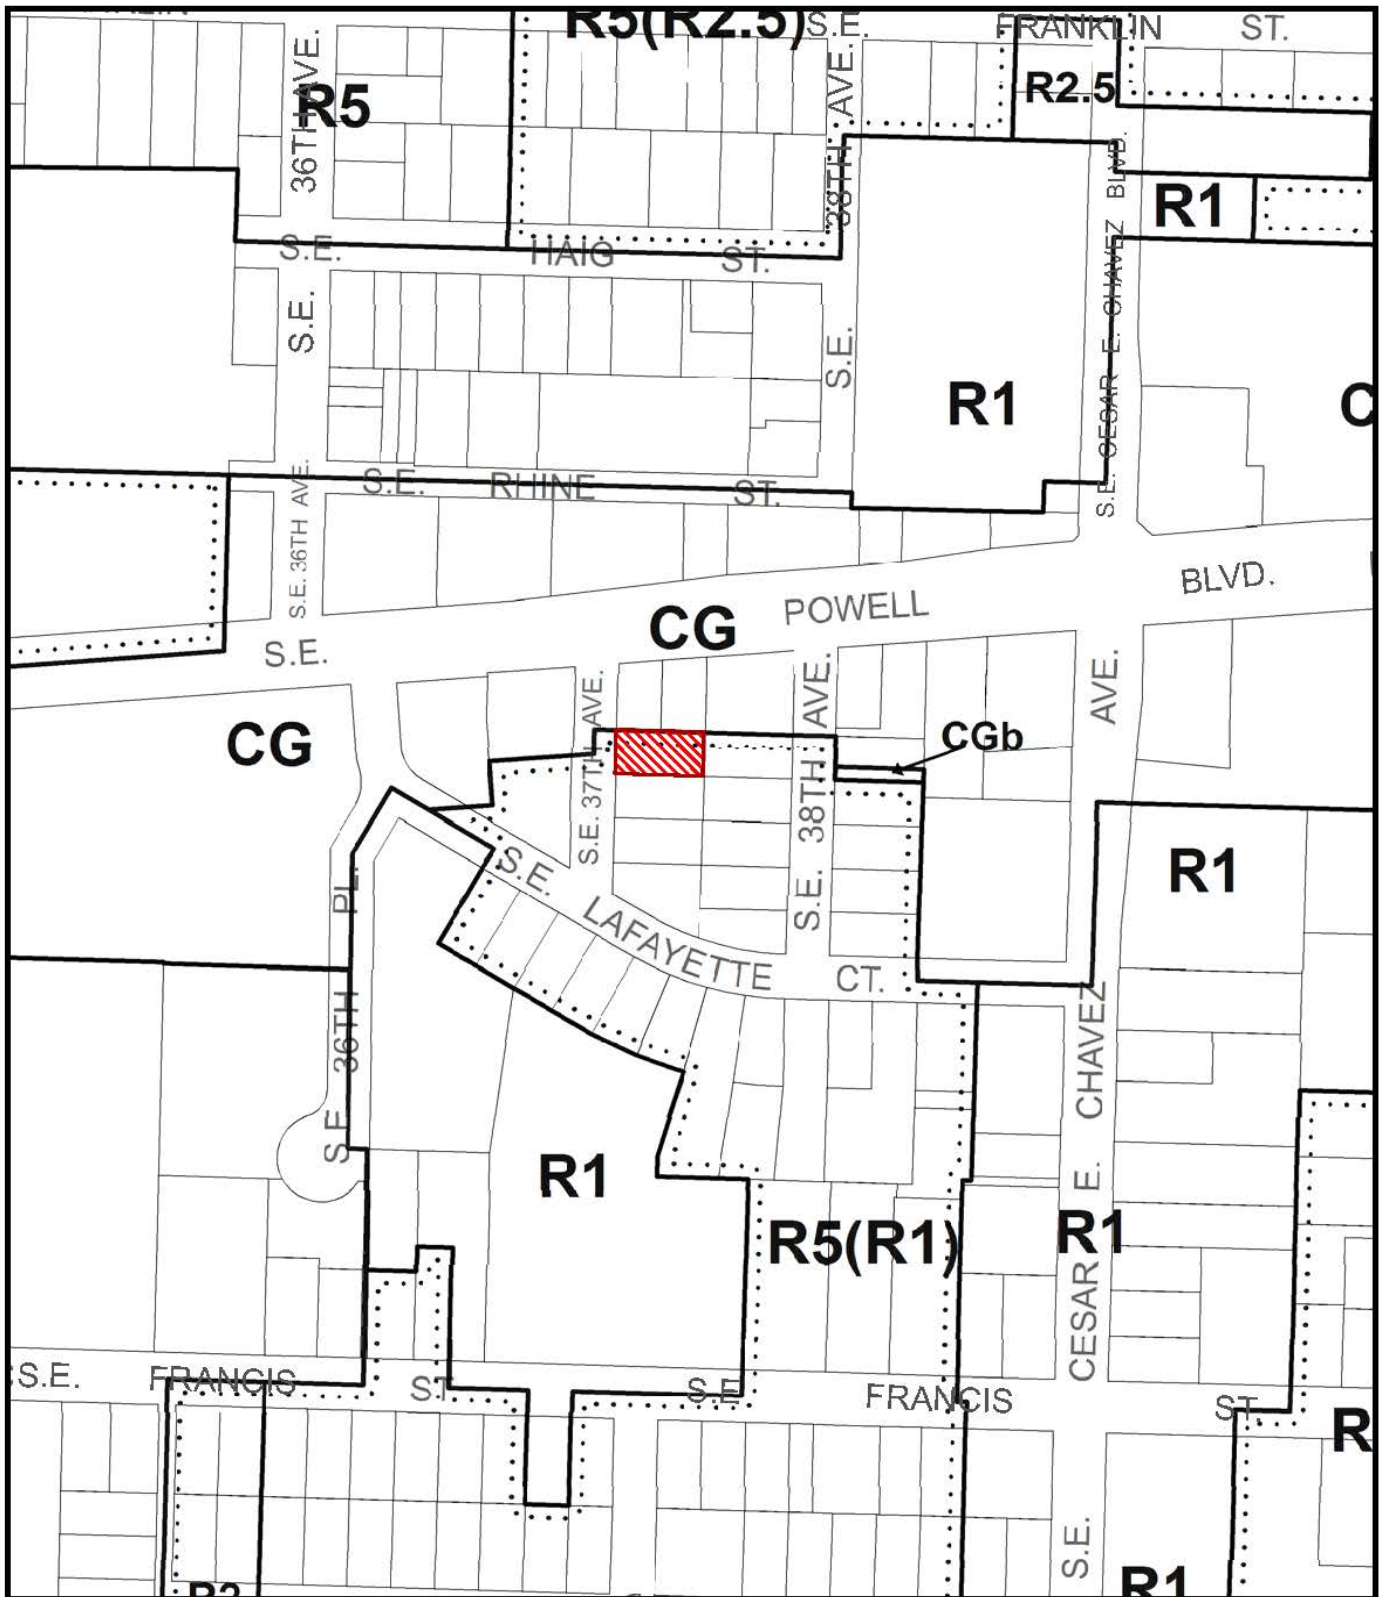 R5(R2.5)
S.E.
FRANKLIN
ST.
R2.5
36TH AVE.
R5
38TH AVE.
R1
S.E.
HAIG
ST.
S.E.
S.E.
S.E. CESAR E. CHAVEZ BLVD.
R1
C
S.E. 36TH AVE.
S.E.
RHINE
ST.
BLVD.
POWELL
CG
S.E.
CG
S.E. 37TH AVE.
S.E. 38TH AVE.
AVE.
CGb
S.E.
LAFAYETTE
CT.
R1
S.E. 36TH PL.
CESAR E. CHAVEZ
R1
R5(R1)
R1
S.E.
FRANCIS
ST.
S.E.
FRANCIS
ST.
R
S.E.
R2
R1